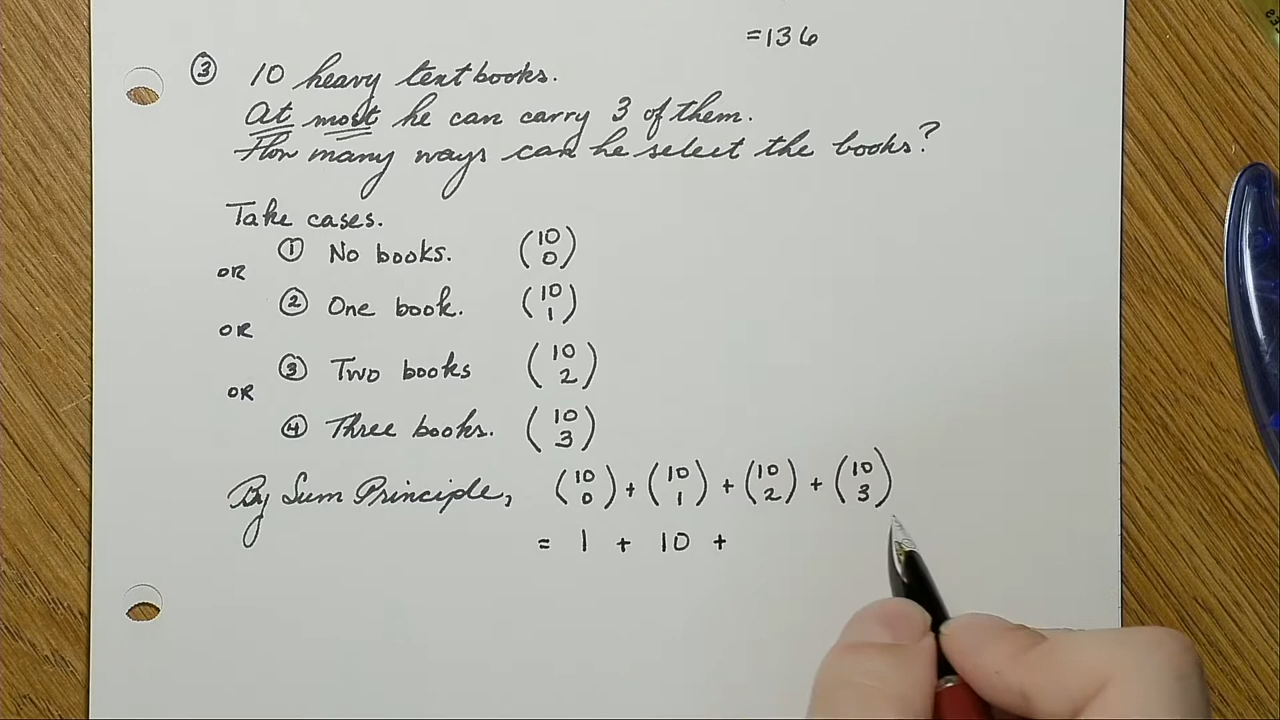 =136
③ 10 heavy textbooks.
At most he can carry 3 of them.
How many ways can he select the books?
Take cases.
① No books. (10 0)
OR
② One book. (10 1)
OR
③ Two books (10 2)
OR
④ Three books. (10 3)
By Sum Principle, (10 0) + (10 1) + (10 2) + (10 3)
= 1 + 10 +